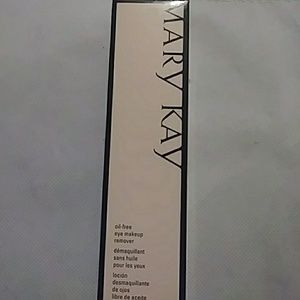 MARY KAY
oil-free
eye makeup
remover
démaquillant
sans huile
pour les yeux
loción
desmaquillante
de ojos
libre de aceite